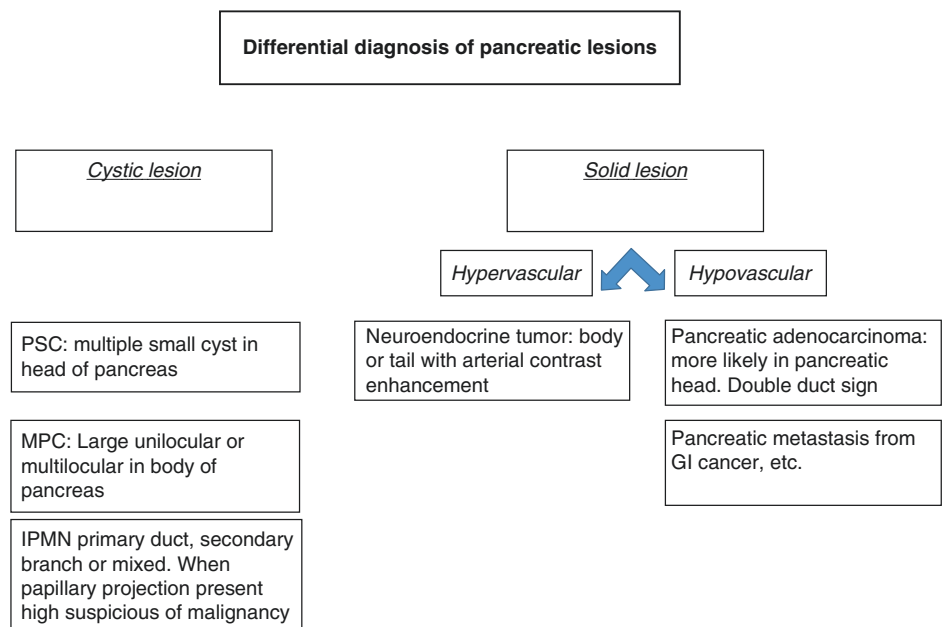 Differential diagnosis of pancreatic lesions
Cystic lesion
Solid lesion
Hypervascular
Hypovascular
PSC: multiple small cyst in
head of pancreas
Neuroendocrine tumor: body
or tail with arterial contrast
enhancement
Pancreatic adenocarcinoma:
more likely in pancreatic
head. Double duct sign
MPC: Large unilocular or
multilocular in body of
pancreas
Pancreatic metastasis from
GI cancer, etc.
IPMN primary duct, secondary
branch or mixed. When
papillary projection present
high suspicious of malignancy